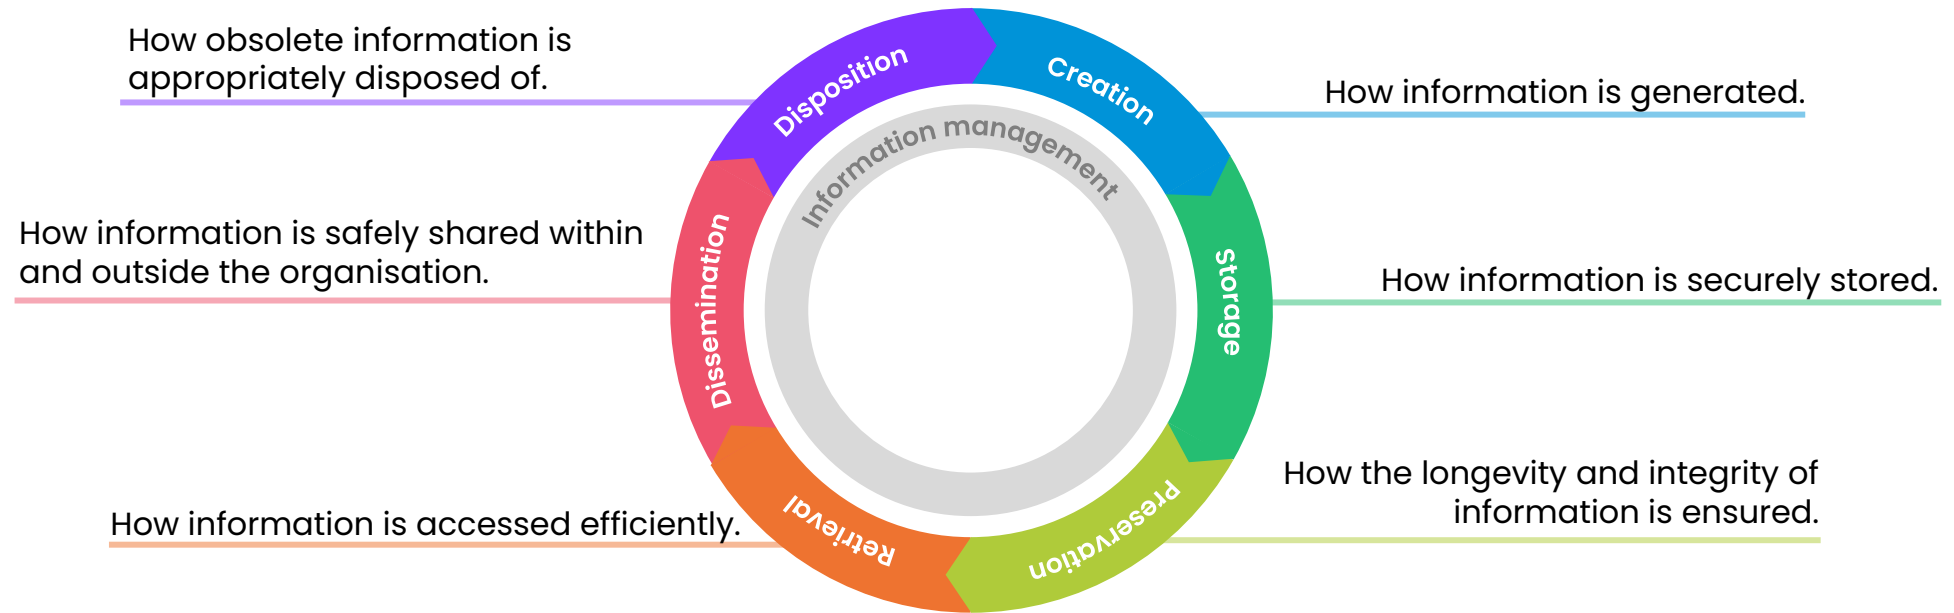 How obsolete information is
appropriately disposed of.
Disposition
Creation
How information is generated.
Information management
How information is safely shared within
and outside the organisation.
Dissemination
Storage
How information is securely stored.
How information is accessed efficiently.
Retrieval
Preservation
How the longevity and integrity of
information is ensured.